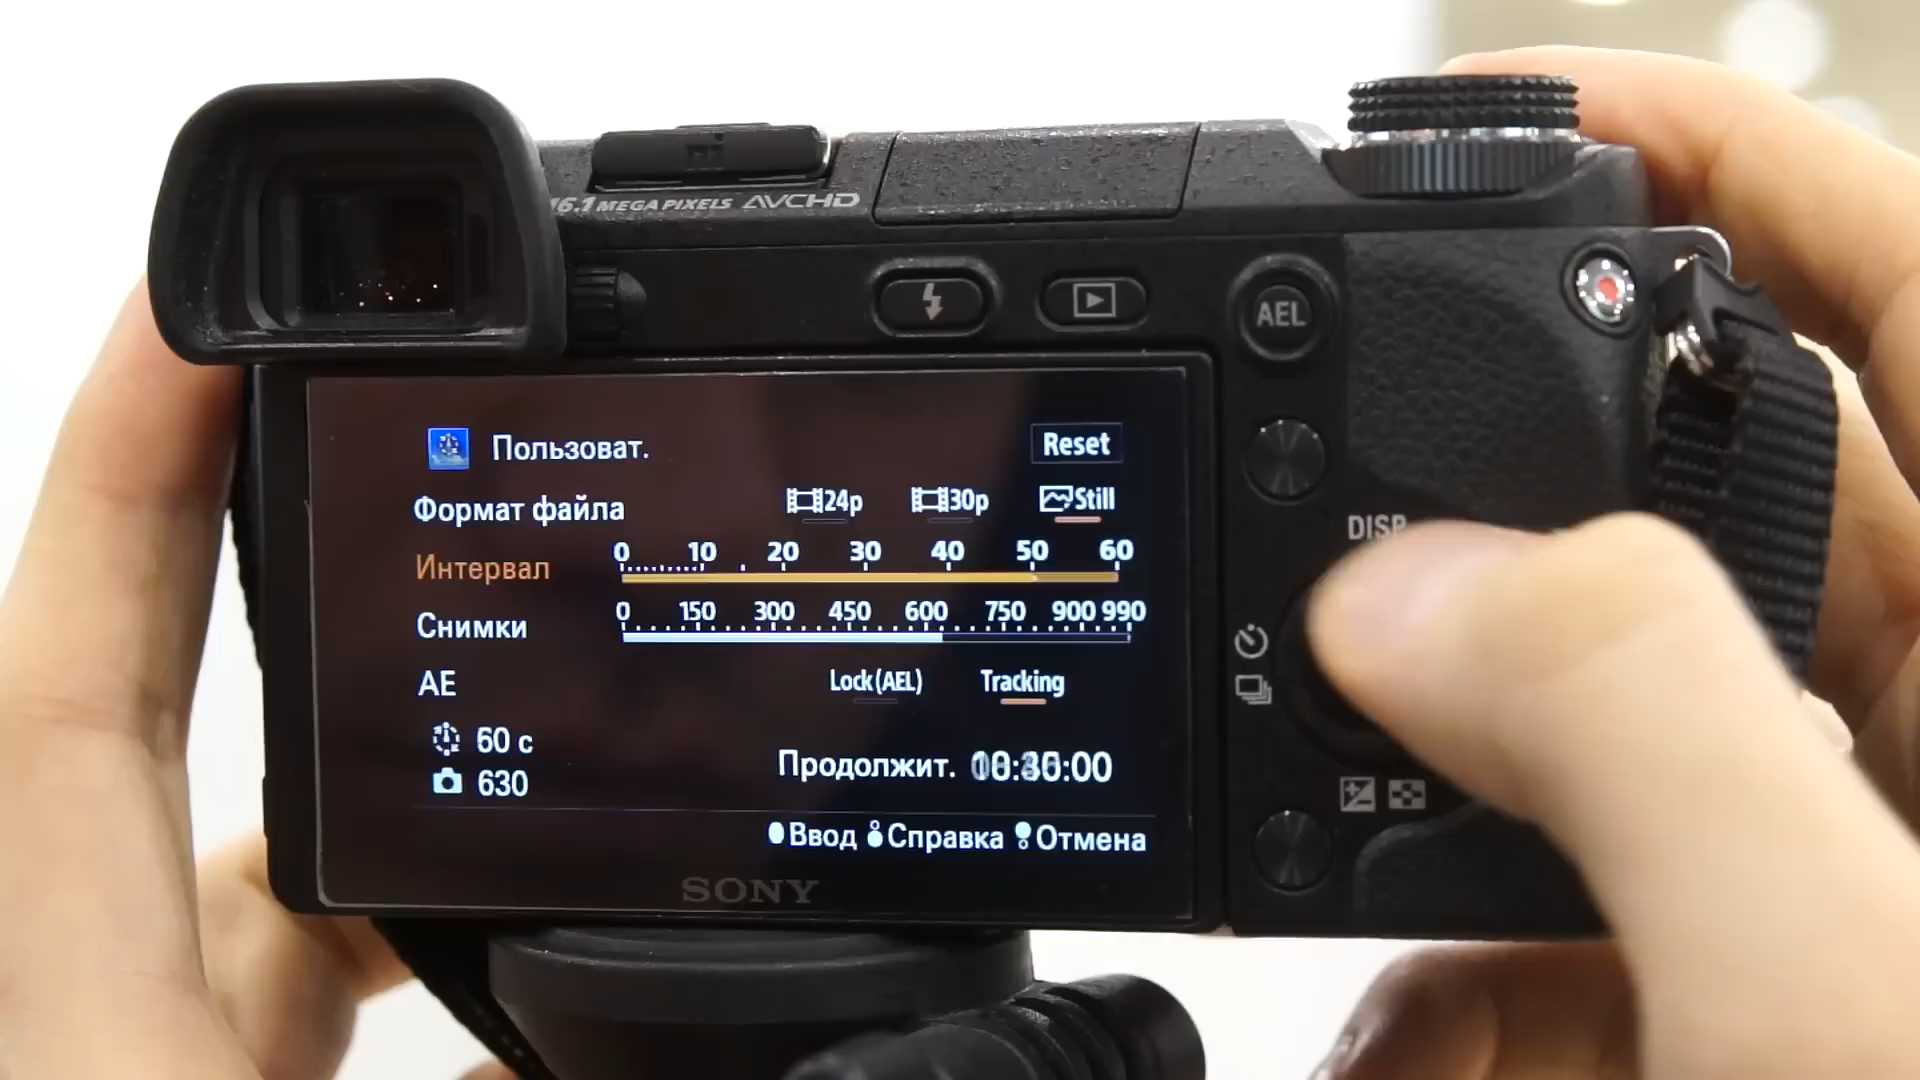 16.1 MEGA PIXELS AVCHD
AEL
Пользоват. Reset
Формат файла 24p 30p Still
0 10 20 30 40 50 60
Интервал
0 150 300 450 600 750 900 990
Снимки
AE Lock(AEL) Tracking
60 с
Продолжит.
630
Ввод Справка Отмена
SONY
DISP